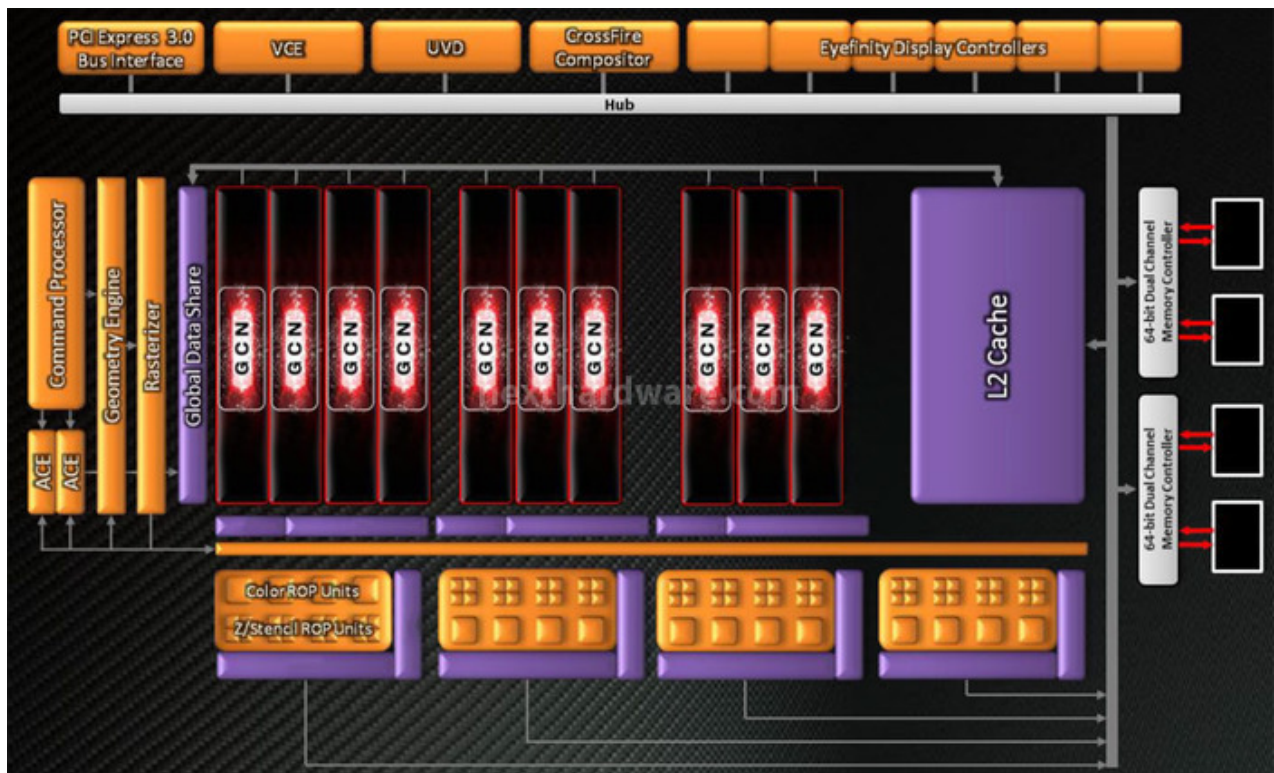 PCI Express 3.0
Bus Interface
VCE
UVD
CrossFire
Compositor
Eyefinity Display Controllers
Hub
Command Processor
ACE
ACE
Geometry Engine
Rasterizer
Global Data Share
GCN
GCN
GCN
GCN
GCN
GCN
GCN
GCN
GCN
GCN
nexthardware.com
L2 Cache
64-bit Dual Channel
Memory Controller
64-bit Dual Channel
Memory Controller
Color ROP Units
Z/Stencil ROP Units